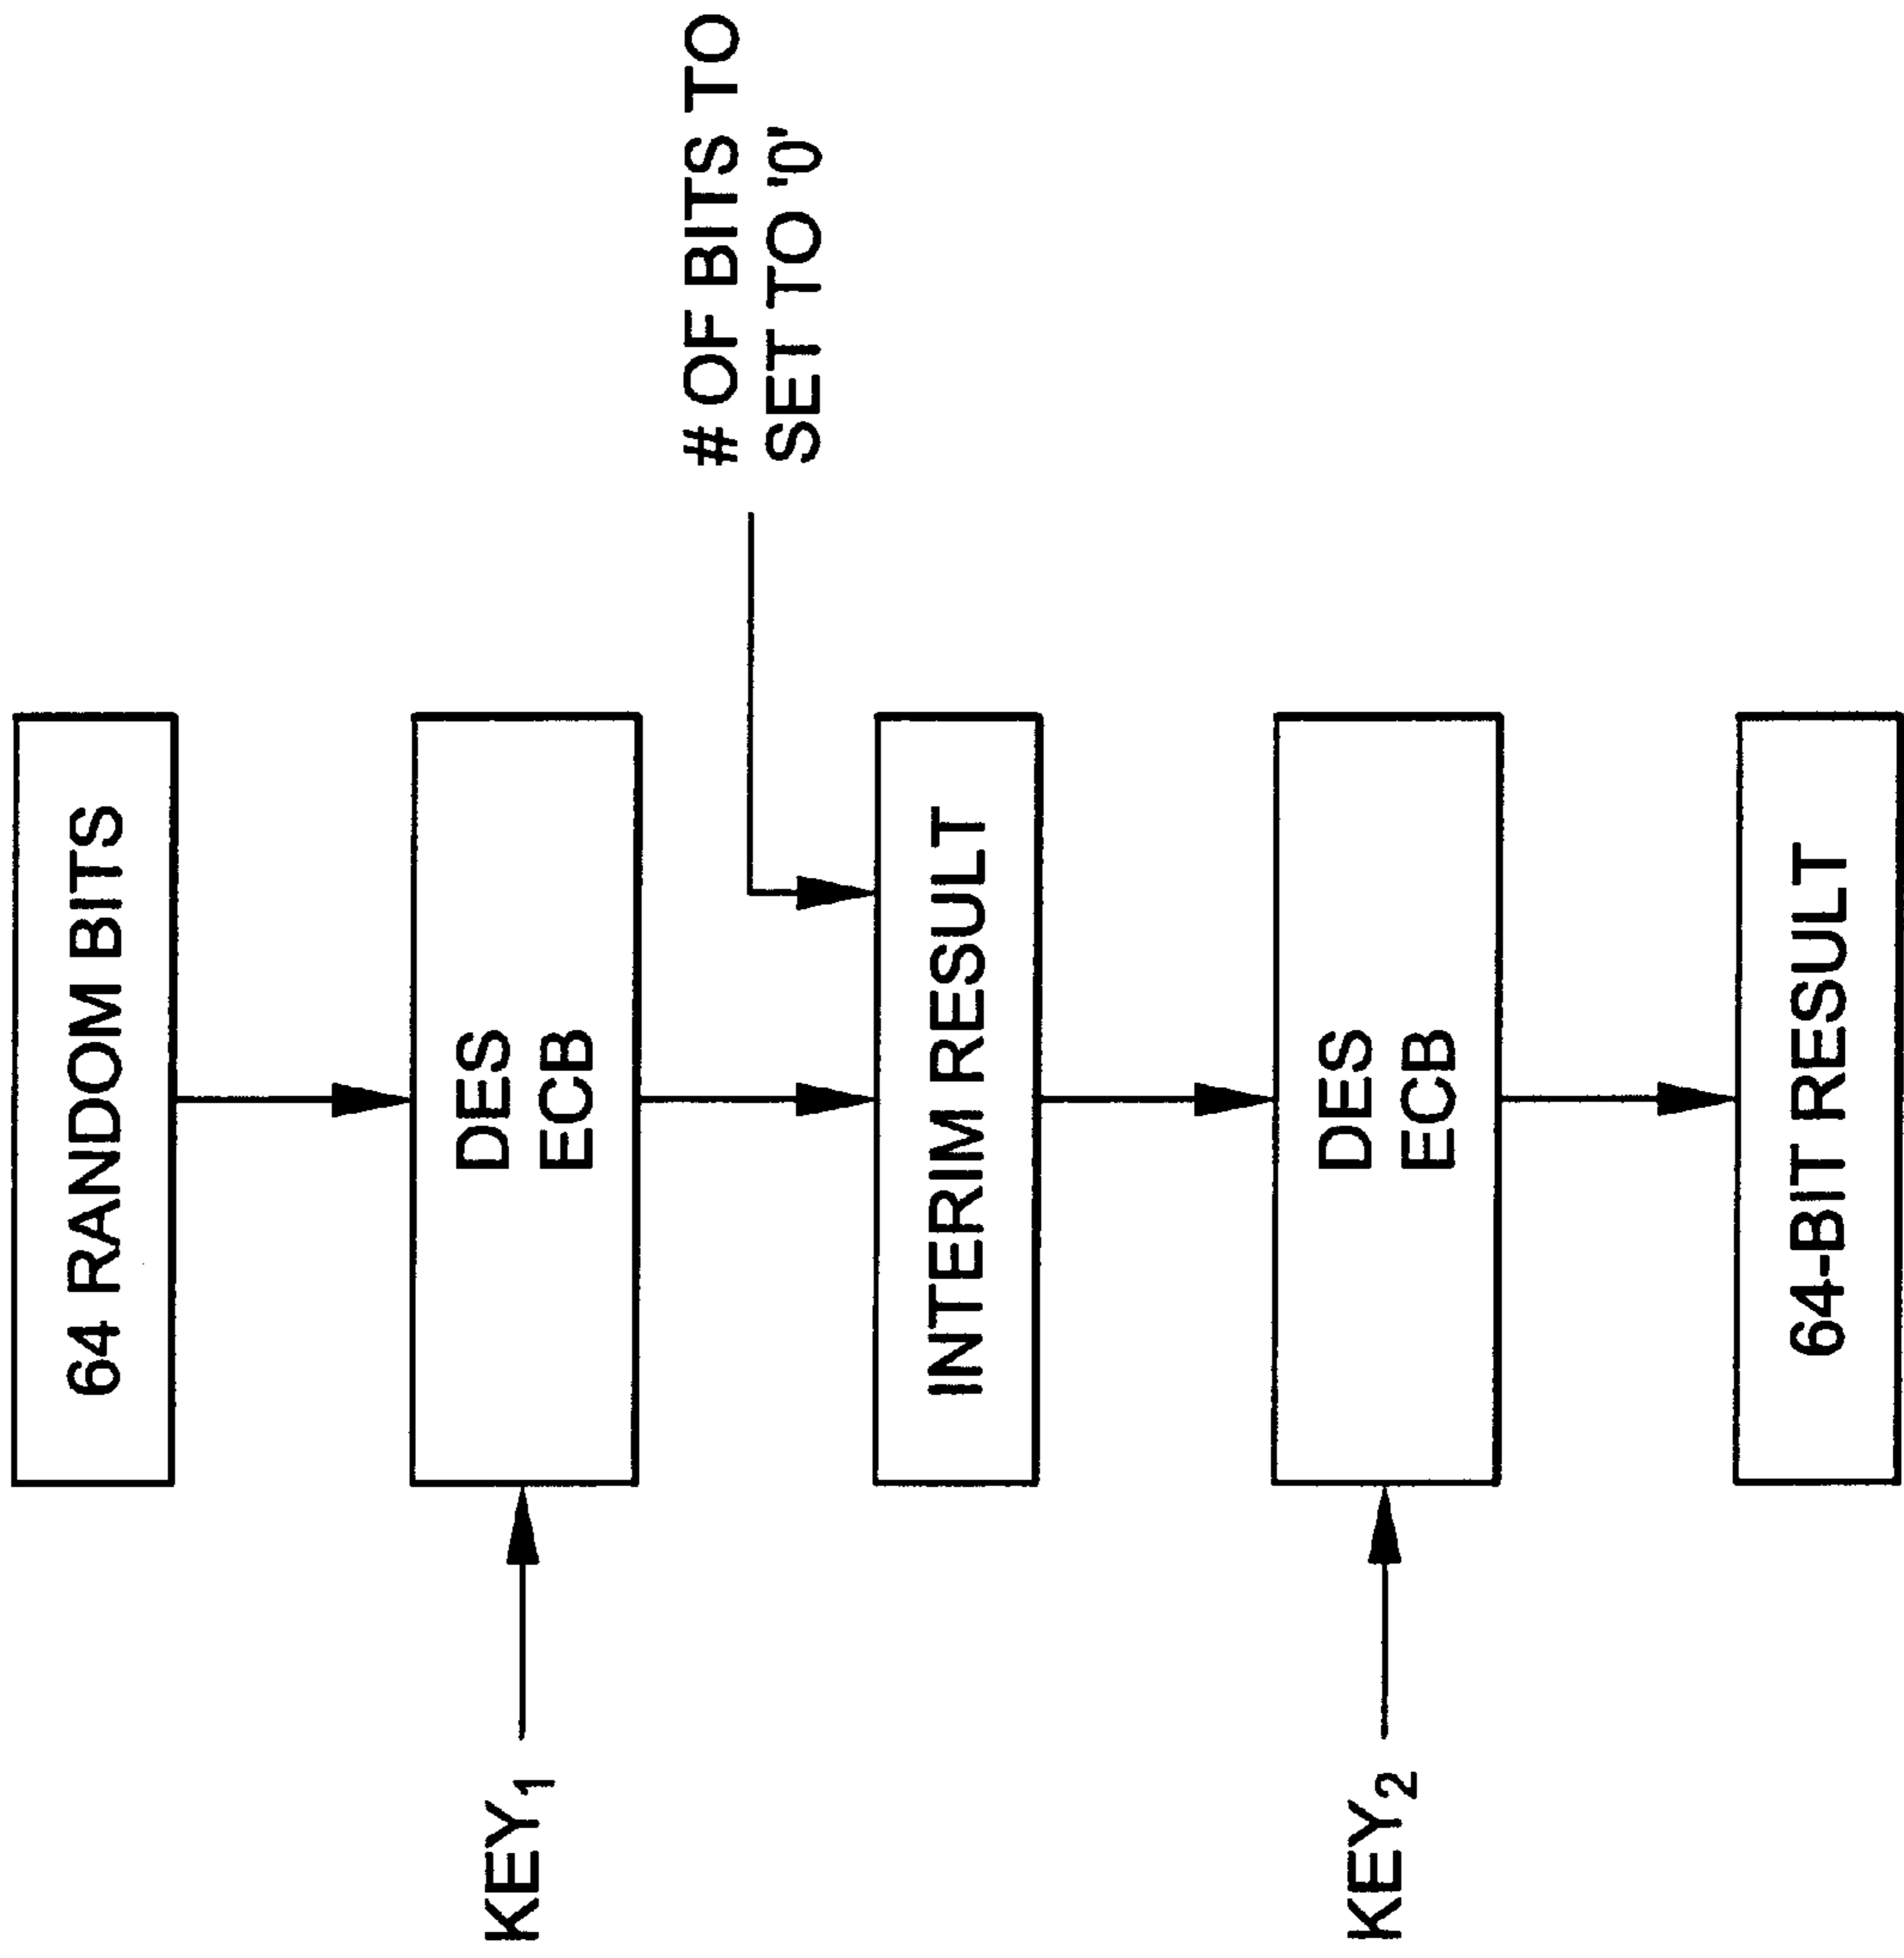 64 RANDOM BITS
KEY₁
DES
ECB
# OF BITS TO
SET TO '0'
INTERIM RESULT
KEY₂
DES
ECB
64-BIT RESULT